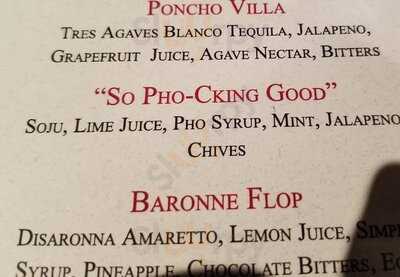 Poncho Villa
Tres Agaves Blanco Tequila, Jalapeno,
Grapefruit Juice, Agave Nectar, Bitters
"So Pho-Cking Good"
Soju, Lime Juice, Pho Syrup, Mint, Jalapeno
Chives
Baronne Flop
Disaronna Amaretto, Lemon Juice,
Syrup, Pineapple, Chocolate Bitters,